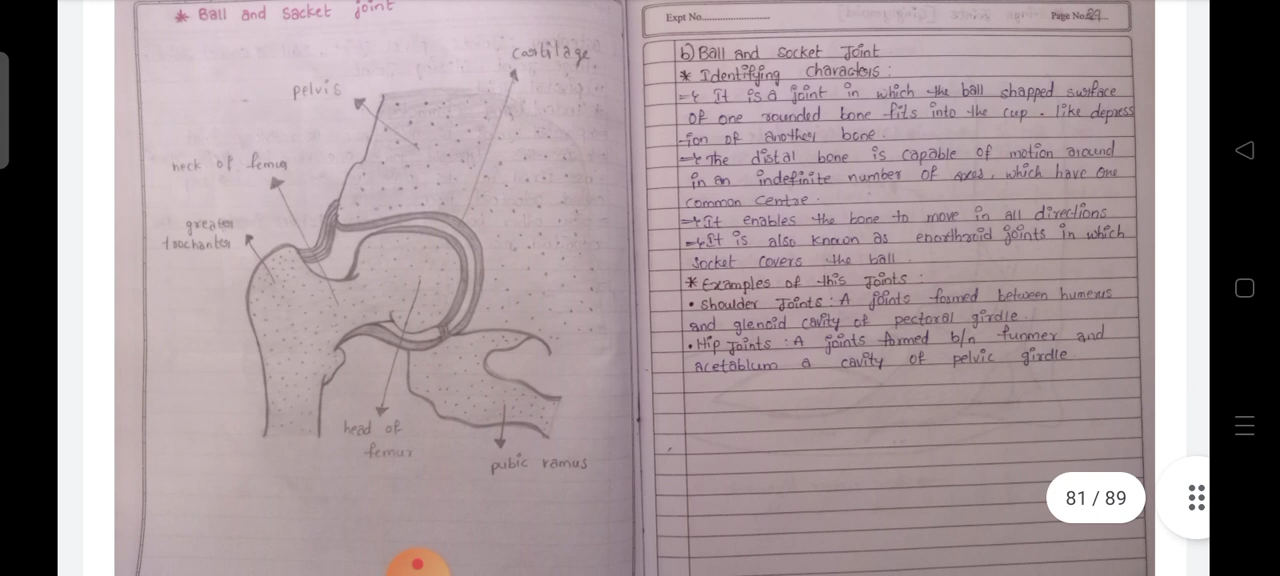 * Ball and sacket joint
cartilage
pelvis
neck of femur
greater
trochanter
head of
femur
pubic ramus
Expt No.
Page No. 29
b) Ball and Socket Joint
* Identifying characters :
It is a joint in which the ball shapped surface
of one rounded bone fits into the cup - like depress
-ion of another bone.
The distal bone is capable of motion around
in an indefinite number of axes, which have one
common centre.
It enables the bone to move in all directions
It is also known as enarthroid joints in which
socket covers the ball
* Examples of this Joints :
• Shoulder Joints : A joints formed between humerus
and glenoid cavity of pectoral girdle.
• Hip Joints : A joints formed b/n funmer and
acetablum a cavity of pelvic girdle
81 / 89